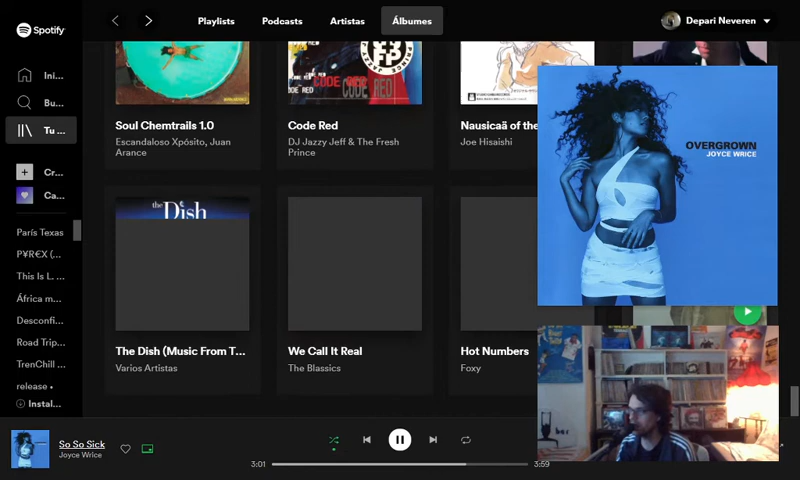 Spotify
Playlists
Podcasts
Artistas
Álbumes
Depari Neveren
Ini...
Bu...
Tu ...
Cr...
Ca...
París Texas
P¥R€X (...
This Is L. ...
África m...
Desconfi...
Road Trip...
TrenChill ...
release •
Instal...
CODE RED
Soul Chemtrails 1.0
Escandaloso Xpósito, Juan
Arance
Code Red
DJ Jazzy Jeff & The Fresh
Prince
Nausicaä of the
Joe Hisaishi
OVERGROWN
JOYCE WRICE
the Dish
The Dish (Music From T...
Varios Artistas
We Call It Real
The Blassics
Hot Numbers
Foxy
So So Sick
Joyce Wrice
3:01
3:59